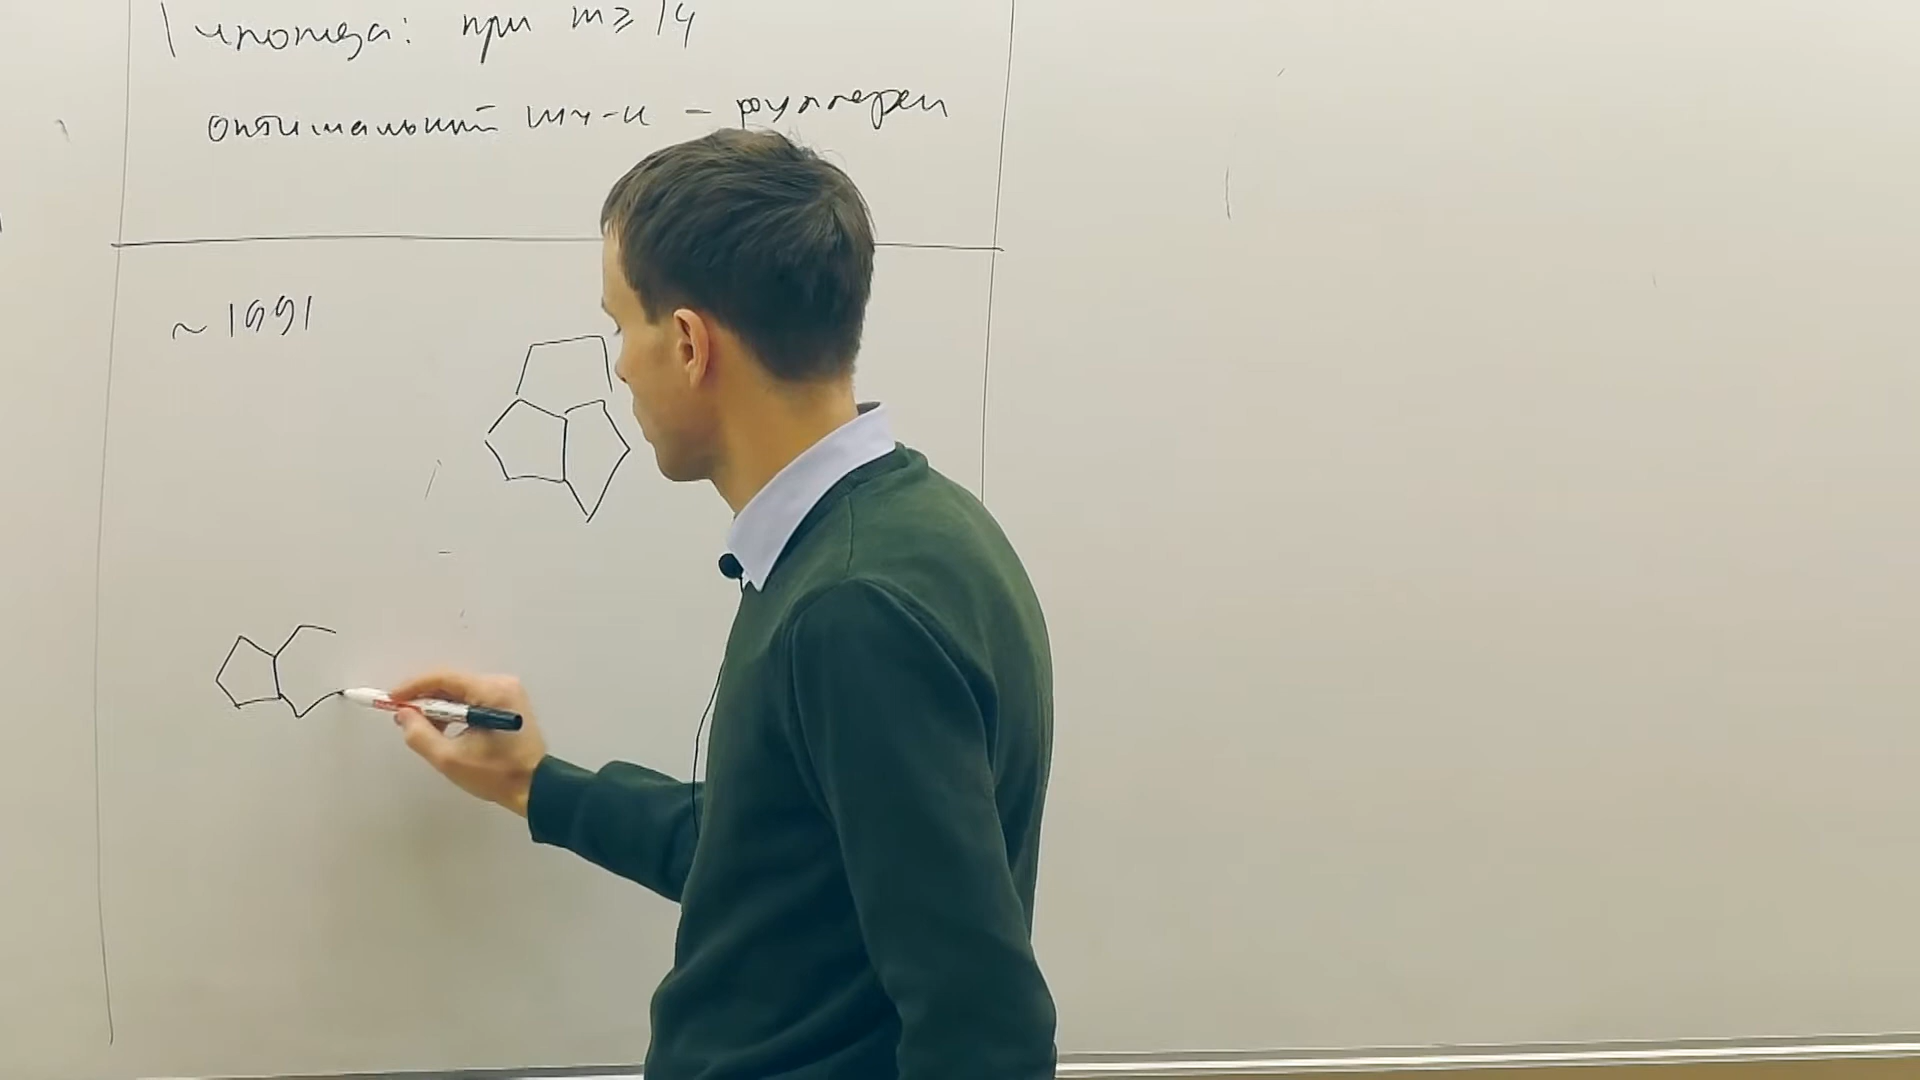 Гипотеза: при m ≥ 14
оптимальный мн-к – фуллерен
~ 1991